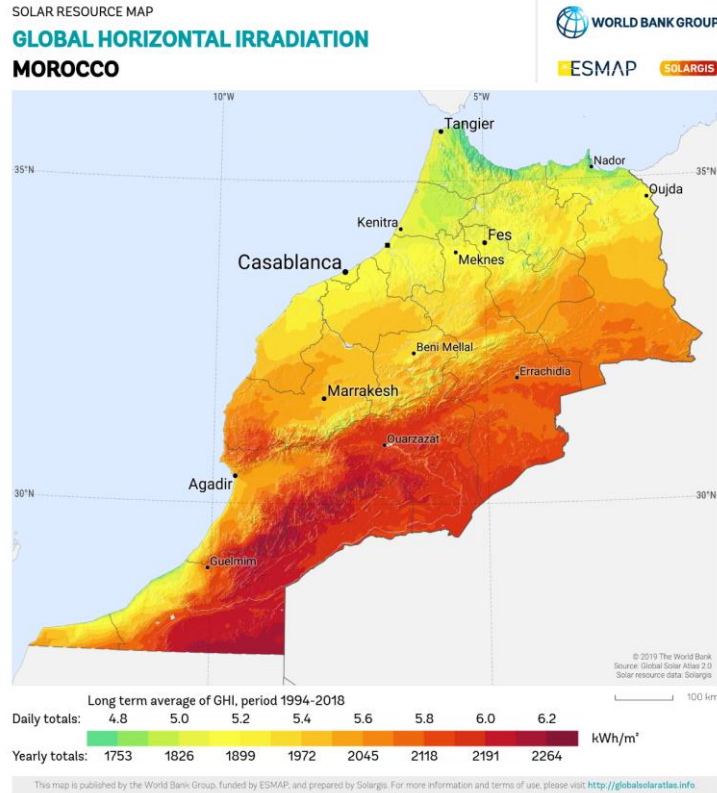 SOLAR RESOURCE MAP
GLOBAL HORIZONTAL IRRADIATION
MOROCCO
WORLD BANK GROUP
ESMAP
SOLARGIS
10°W 5°W
Tangier
35°N Nador 35°N
Oujda
Kenitra
Fes
Casablanca Meknes
Beni Mellal
Errachidia
Marrakesh
Ouarzazat
Agadir
30°N 30°N
Guelmim
© 2019 The World Bank
Source: Global Solar Atlas 2.0
Solar resource data: Solargis
100 km
Long term average of GHI, period 1994-2018
Daily totals: 4.8 5.0 5.2 5.4 5.6 5.8 6.0 6.2
kWh/m²
Yearly totals: 1753 1826 1899 1972 2045 2118 2191 2264
This map is published by the World Bank Group, funded by ESMAP, and prepared by Solargis. For more information and terms of use, please visit http://globalsolaratlas.info.